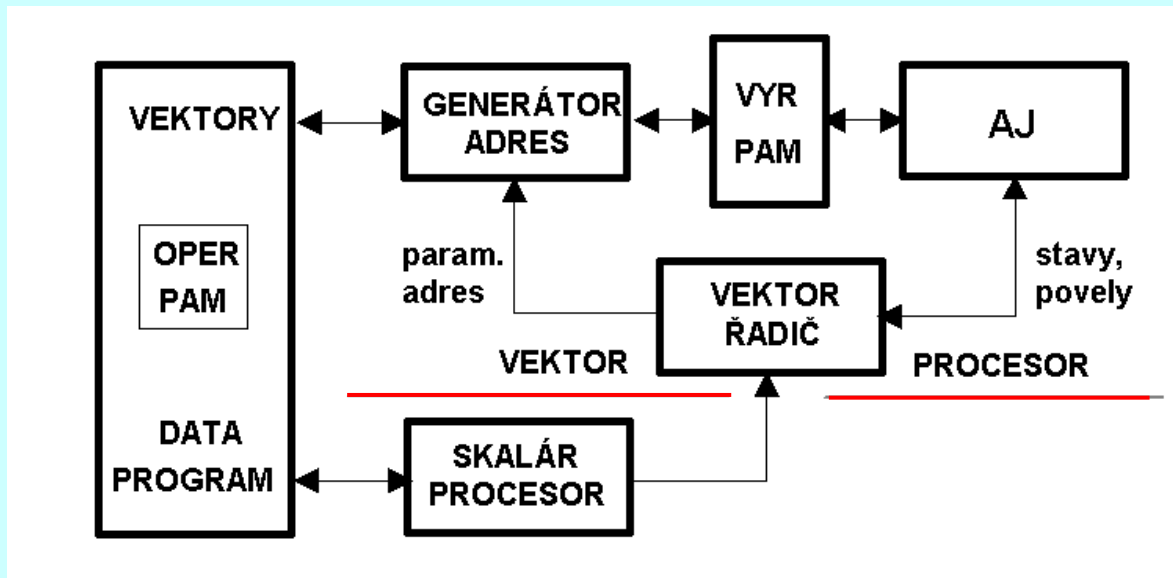 VEKTORY
OPER
PAM
DATA
PROGRAM
GENERÁTOR
ADRES
VYR
PAM
AJ
param.
adres
VEKTOR
ŘADIČ
stavy,
povely
VEKTOR
PROCESOR
SKALÁR
PROCESOR